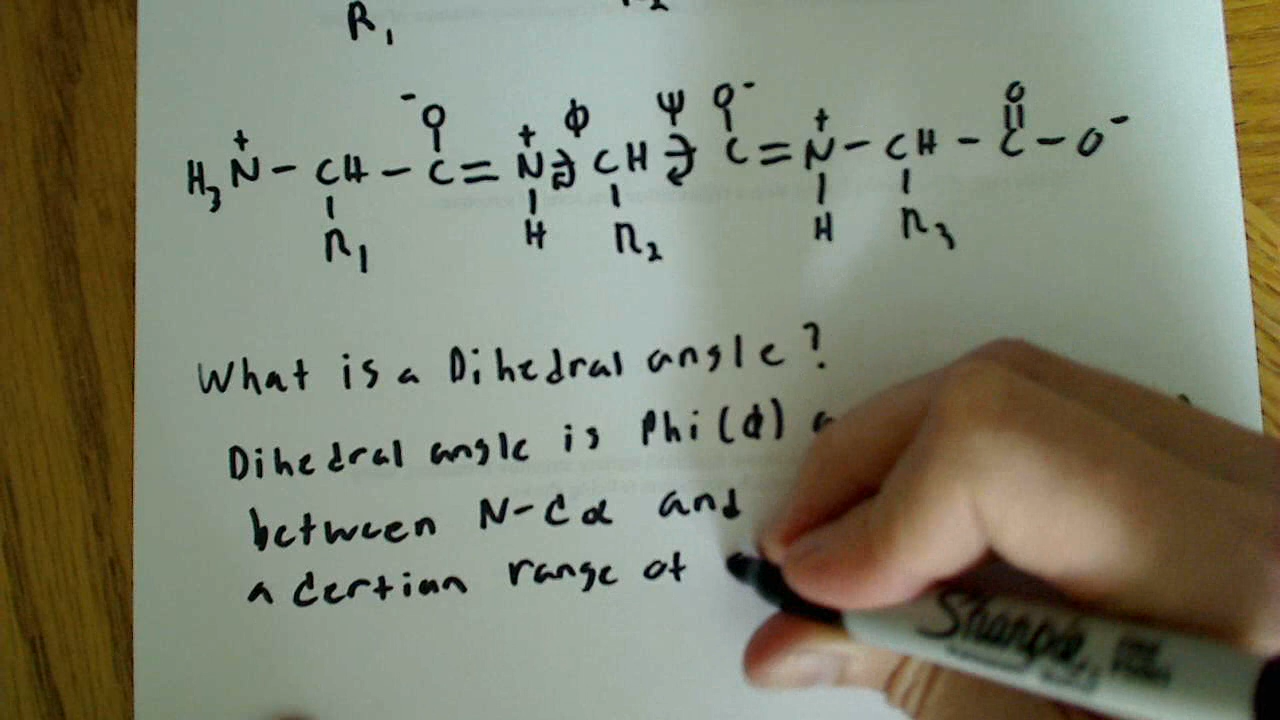 R1
- O + Φ Ψ O- + O
H3N+ - CH - C = N CH C = N - CH - C - O-
R1 H R2 H R3
What is a Dihedral angle?
Dihedral angle is Phi(ϕ)
between N-Cα and
a certian range of
Sharpie